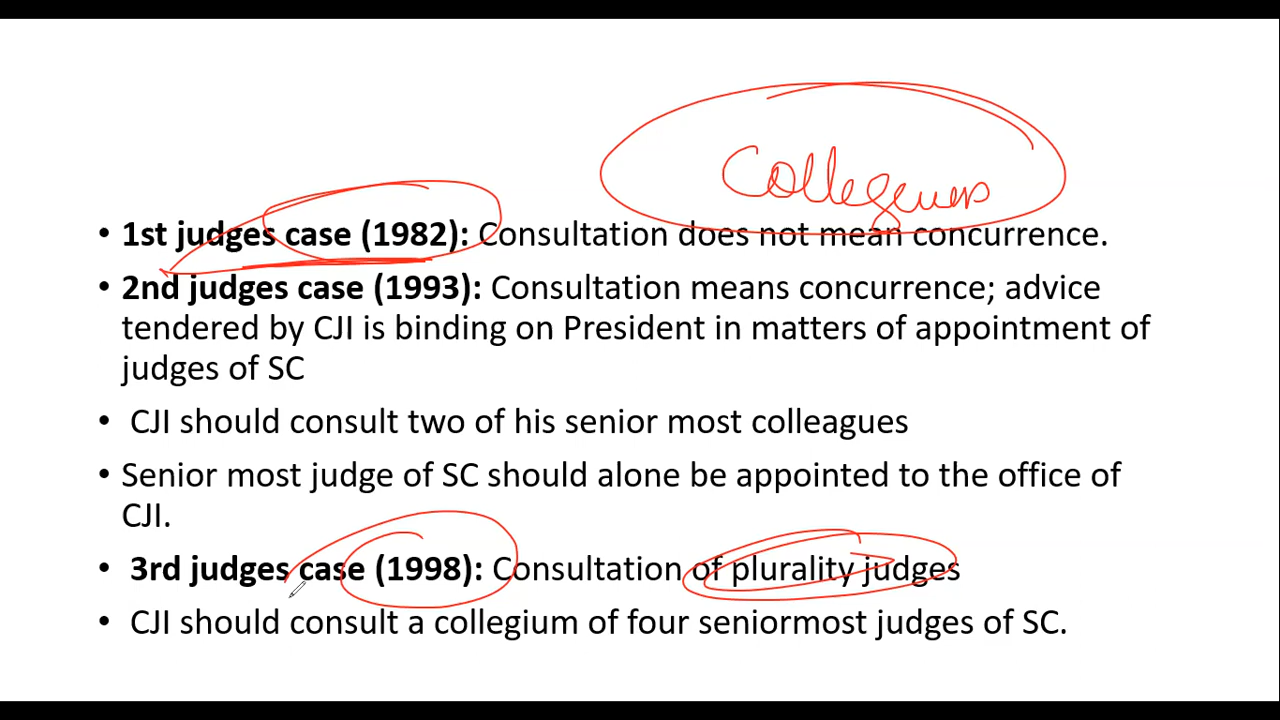 Collegeum
• 1st judges case (1982): Consultation does not mean concurrence.
• 2nd judges case (1993): Consultation means concurrence; advice
tendered by CJI is binding on President in matters of appointment of
judges of SC
• CJI should consult two of his senior most colleagues
• Senior most judge of SC should alone be appointed to the office of
CJI.
• 3rd judges case (1998): Consultation of plurality judges
• CJI should consult a collegium of four seniormost judges of SC.